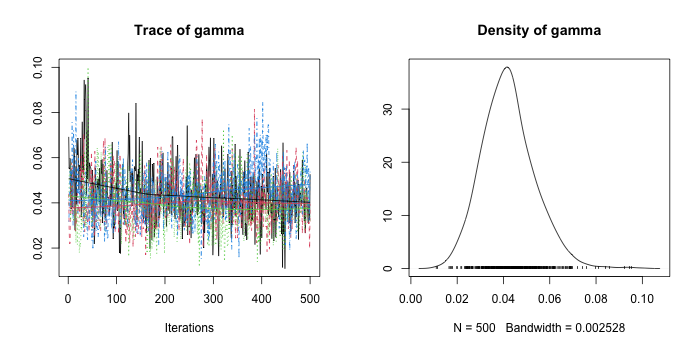 Trace of gamma
0.02 0.04 0.06 0.08 0.10
0 100 200 300 400 500
Iterations
Density of gamma
0 10 20 30
0.00 0.02 0.04 0.06 0.08 0.10
N = 500 Bandwidth = 0.002528